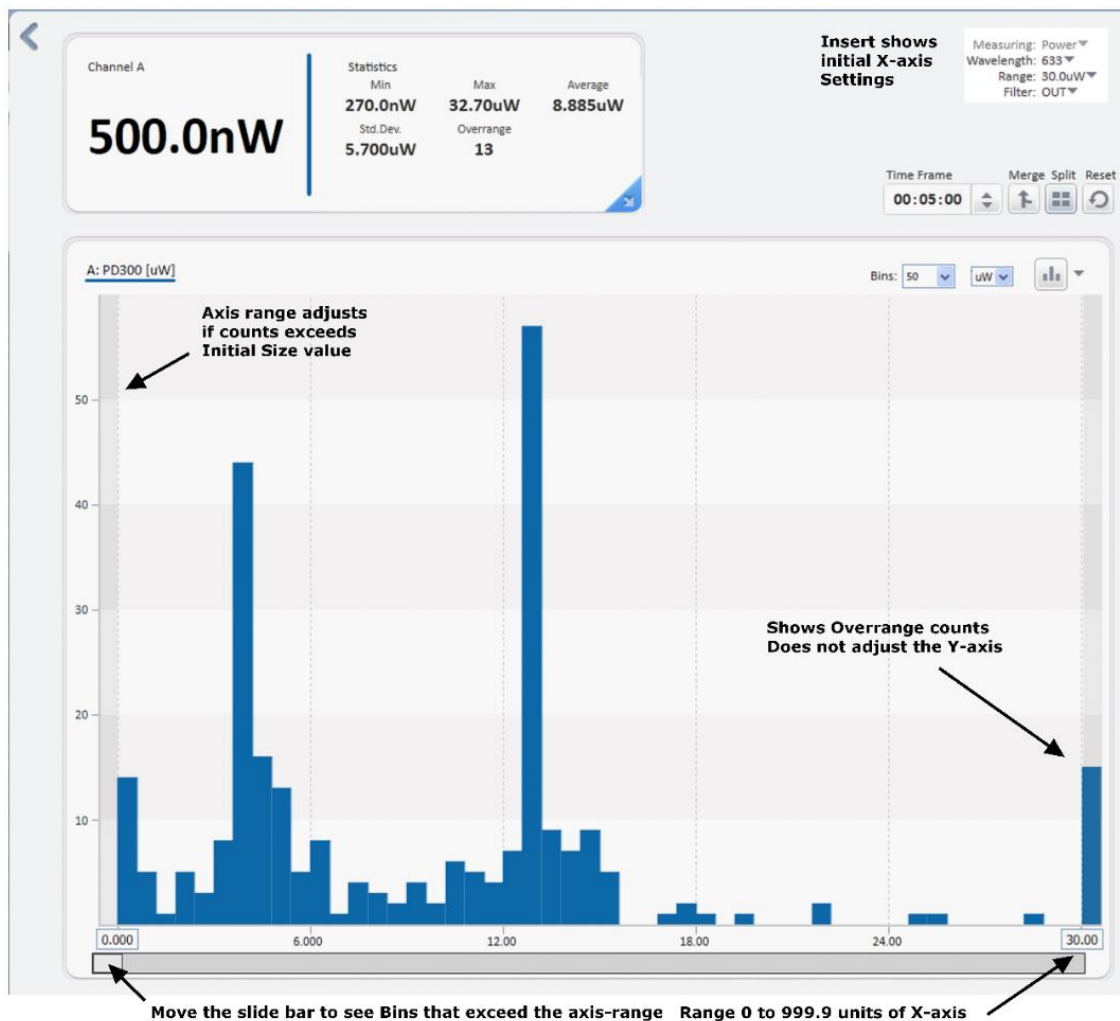 Channel A
500.0nW
Statistics
Min Max Average
270.0nW 32.70uW 8.885uW
Std.Dev. Overrange
5.700uW 13
Insert shows
initial X-axis
Settings
Measuring: Power
Wavelength: 633
Range: 30.0uW
Filter: OUT
Time Frame Merge Split Reset
00:05:00
A: PD300 [uW]
Bins: 50 uW
Axis range adjusts
if counts exceeds
Initial Size value
50
40
30
20
10
Shows Overrange counts
Does not adjust the Y-axis
0.000 6.000 12.00 18.00 24.00 30.00
Move the slide bar to see Bins that exceed the axis-range Range 0 to 999.9 units of X-axis